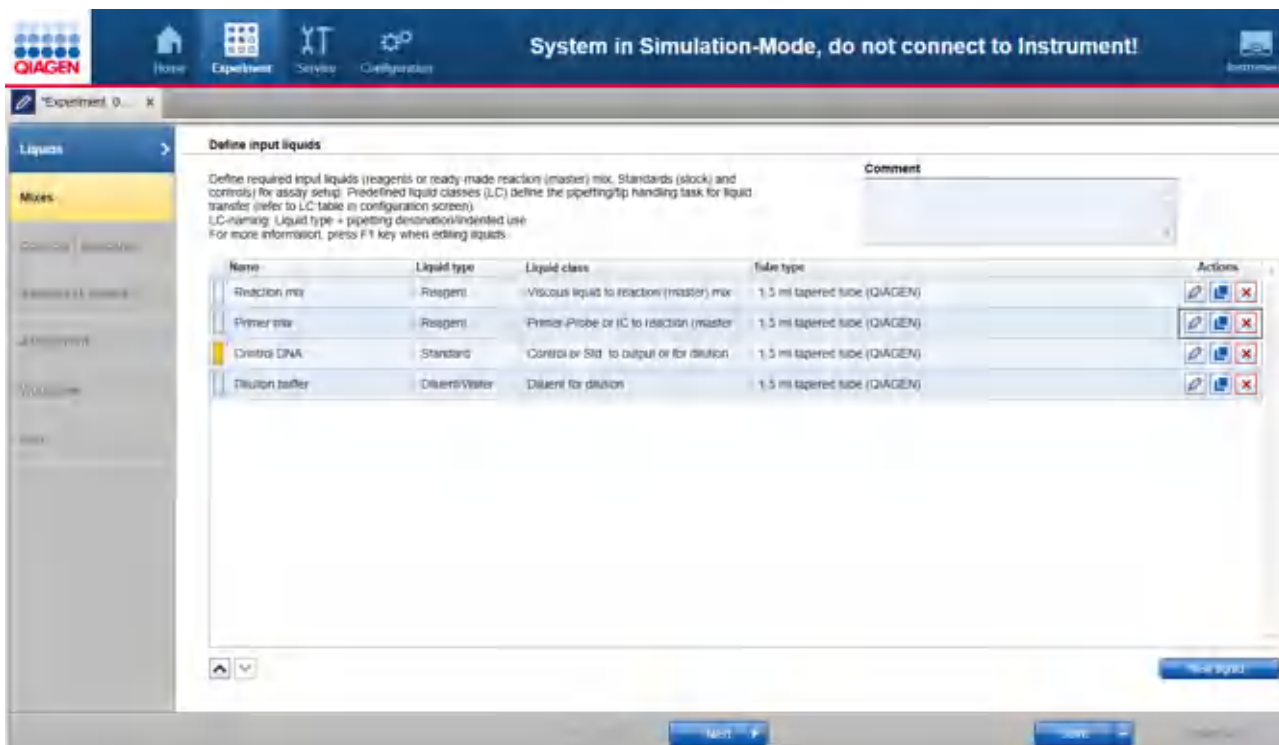 QIAGEN
Home
Experiment
Service
Configuration
System in Simulation-Mode, do not connect to Instrument!
*Experiment_0... x
Liquids
Mixes
Define input liquids
Define required input liquids (reagents or ready-made reaction (master) mix. Standards (stock) and
controls) for assay setup. Predefined liquid classes (LC) define the pipetting/tip handling task for liquid
transfer (refer to LC table in configuration screen).
LC-naming: Liquid type + pipetting destination/indented use
For more information, press F1 key when editing liquids
Comment
Name Liquid type Liquid class Tube type Actions
Reaction mix Reagent Viscous liquid to reaction (master) mix 1.5 ml tapered tube (QIAGEN)
Primer mix Reagent Primer-Probe or IC to reaction (master 1.5 ml tapered tube (QIAGEN)
Control DNA Standard Control or Std. to output or for dilution 1.5 ml tapered tube (QIAGEN)
Dilution buffer Diluent/Water Diluent for dilution 1.5 ml tapered tube (QIAGEN)
New liquid
Next